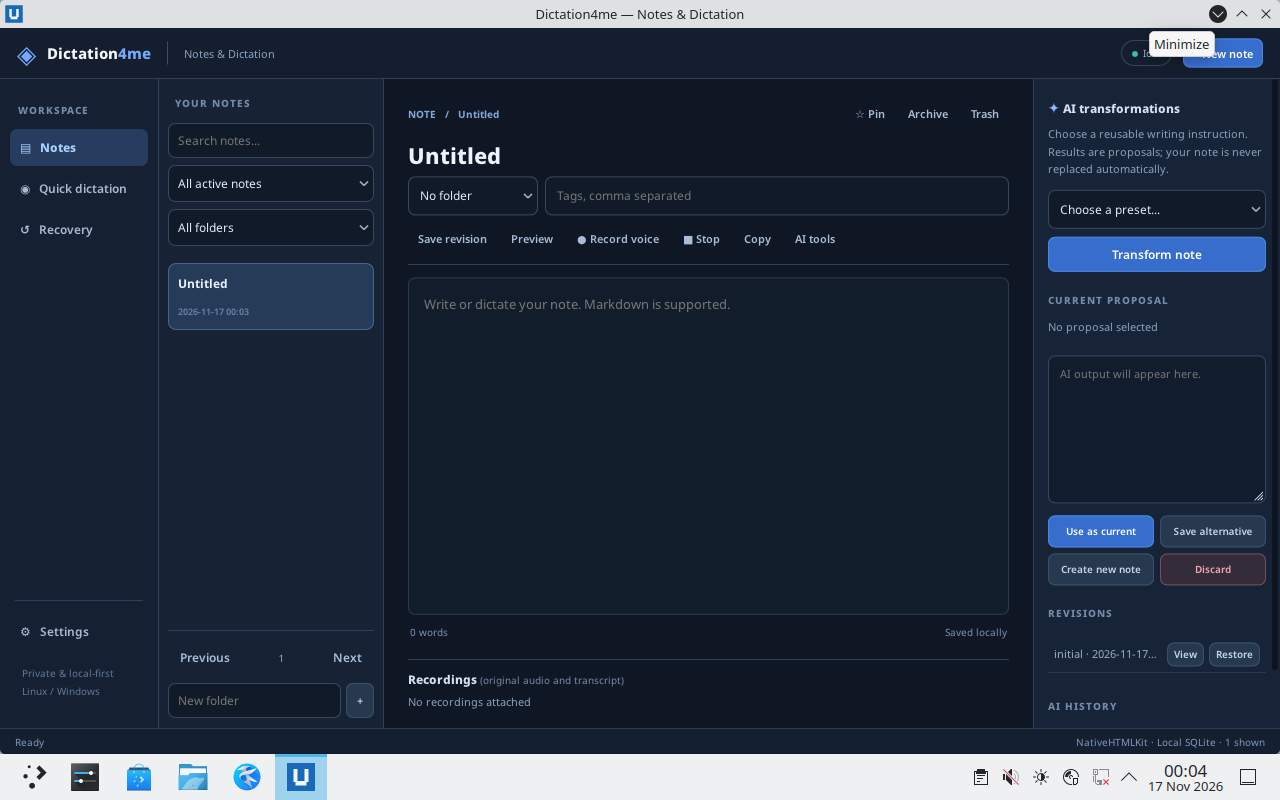 Dictation4me — Notes & Dictation
Minimize
Dictation4me
Notes & Dictation
New note
WORKSPACE
Notes
Quick dictation
Recovery
Settings
Private & local-first
Linux / Windows
YOUR NOTES
Search notes...
All active notes
All folders
Untitled
2026-11-17 00:03
Previous
1
Next
New folder
+
NOTE / Untitled
☆ Pin
Archive
Trash
Untitled
No folder
Tags, comma separated
Save revision
Preview
● Record voice
■ Stop
Copy
AI tools
Write or dictate your note. Markdown is supported.
0 words
Saved locally
Recordings (original audio and transcript)
No recordings attached
✦ AI transformations
Choose a reusable writing instruction.
Results are proposals; your note is never
replaced automatically.
Choose a preset...
Transform note
CURRENT PROPOSAL
No proposal selected
AI output will appear here.
Use as current
Save alternative
Create new note
Discard
REVISIONS
initial · 2026-11-17...
View
Restore
AI HISTORY
Ready
NativeHTMLKit · Local SQLite · 1 shown
00:04
17 Nov 2026